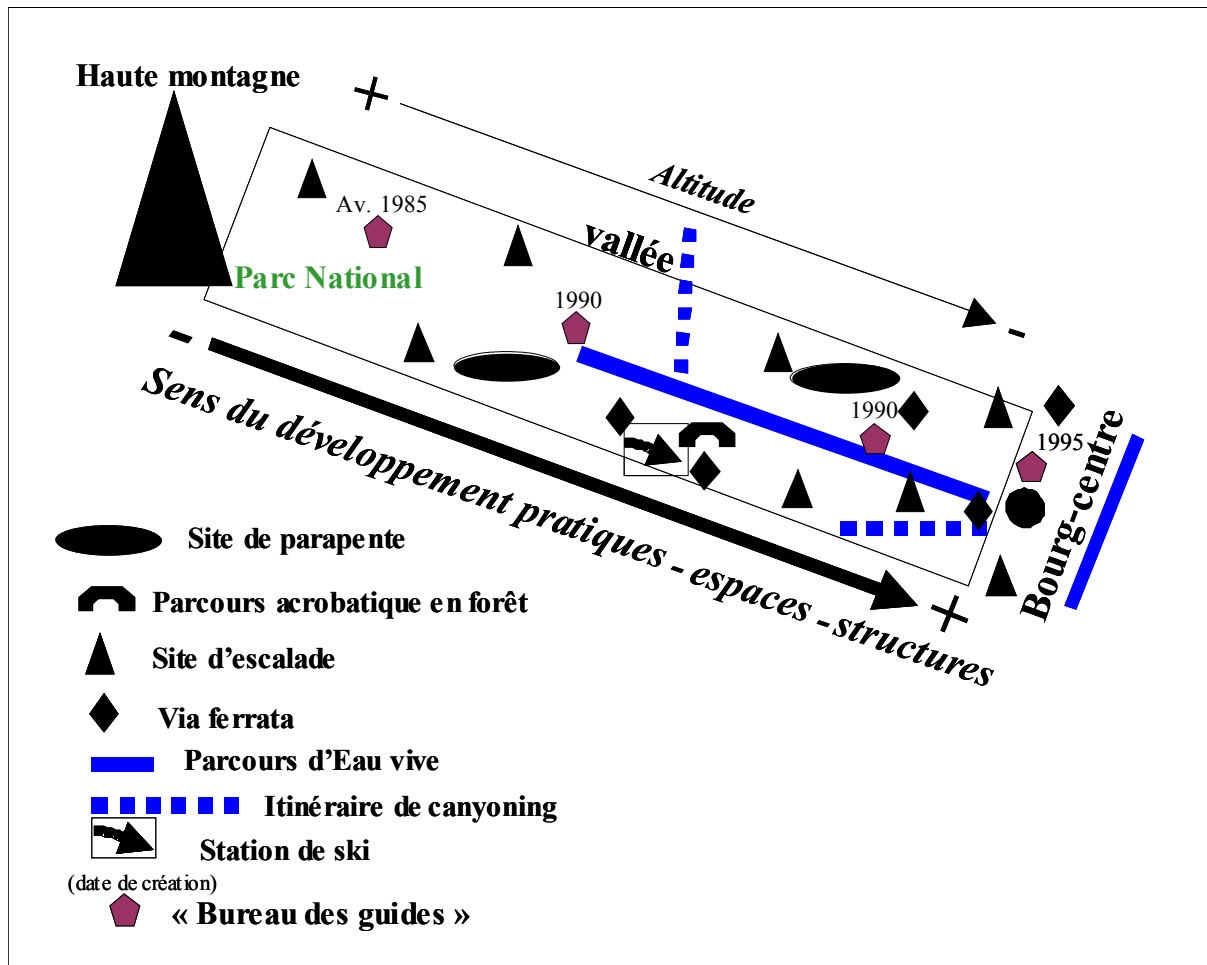 Haute montagne
+
Altitude
Av. 1985
vallée
Parc National
1990
-
-
1990
1995
Bourg-centre
Sens du développement pratiques - espaces - structures
+
Site de parapente
Parcours acrobatique en forêt
Site d'escalade
Via ferrata
Parcours d'Eau vive
Itinéraire de canyoning
Station de ski
(date de création)
« Bureau des guides »